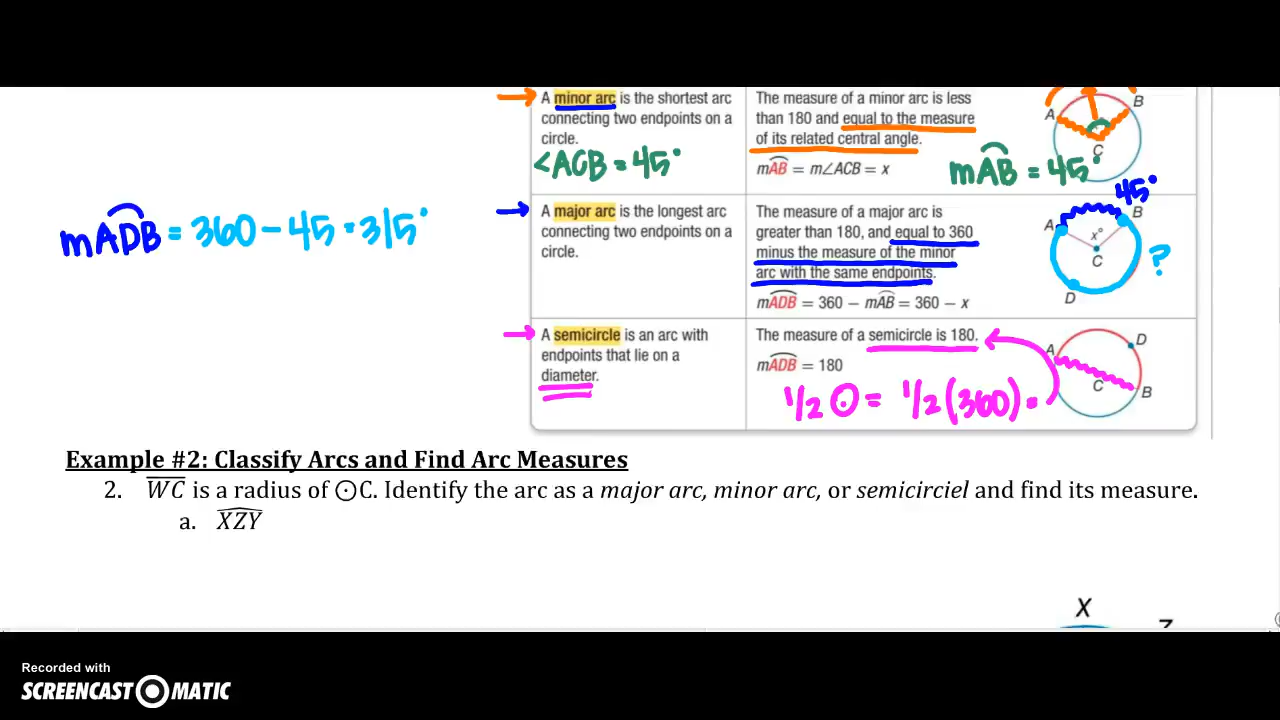 A minor arc is the shortest arc
connecting two endpoints on a
circle.
<ACB = 45°
The measure of a minor arc is less
than 180 and equal to the measure
of its related central angle.
mAB = m∠ACB = x
mAB = 45°
A
B
C
mADB = 360 - 45 = 315°
A major arc is the longest arc
connecting two endpoints on a
circle.
The measure of a major arc is
greater than 180, and equal to 360
minus the measure of the minor
arc with the same endpoints.
mADB = 360 − mAB = 360 − x
45°
A
B
x°
C
?
D
A semicircle is an arc with
endpoints that lie on a
diameter.
The measure of a semicircle is 180.
mADB = 180
1/2 ⊙ = 1/2 (360) =
A
D
C
B
Example #2: Classify Arcs and Find Arc Measures
2. WC is a radius of ⊙C. Identify the arc as a major arc, minor arc, or semicirciel and find its measure.
a. XZY
X
Recorded with
SCREENCAST-O-MATIC